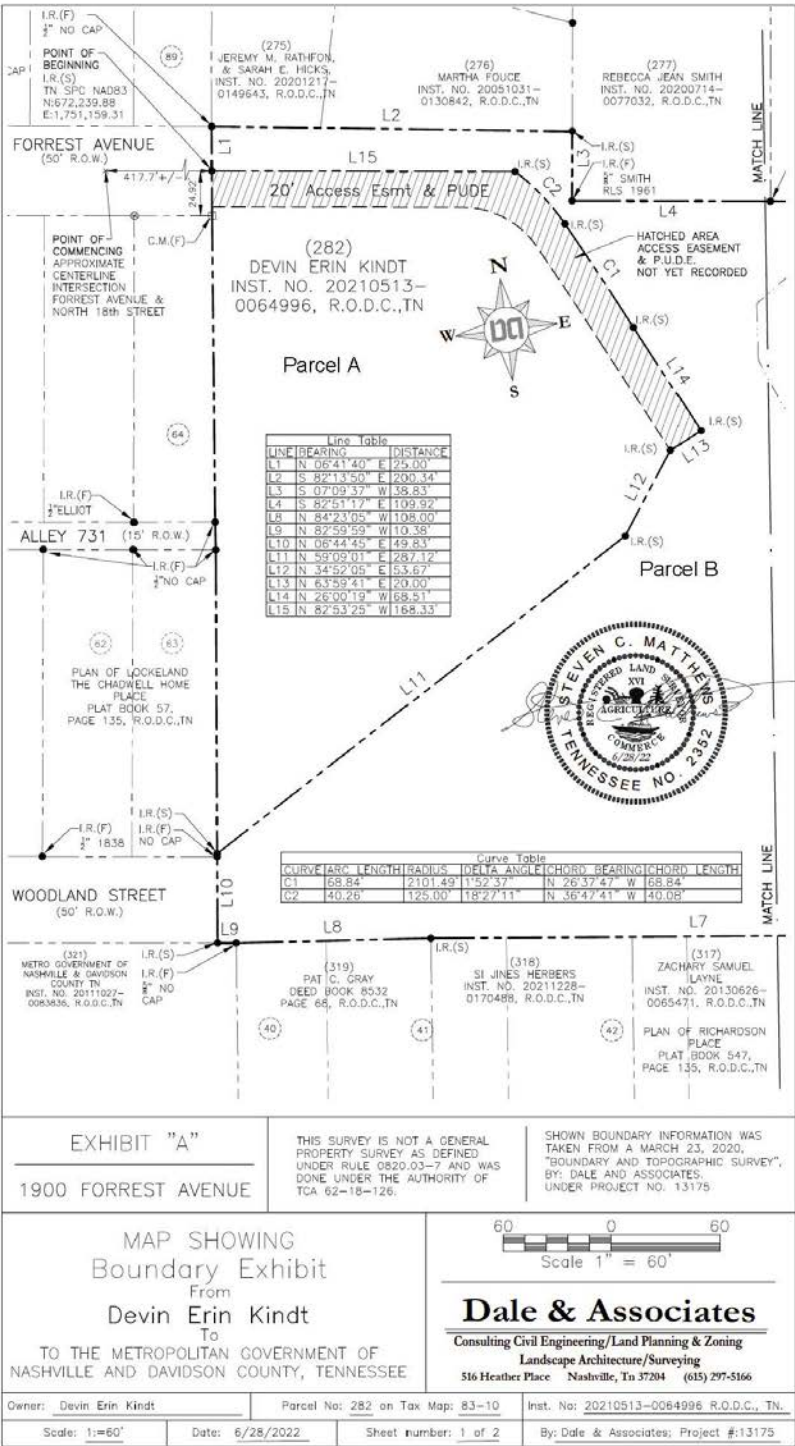 I.R.(F)
½" NO CAP
POINT OF
BEGINNING
I.R.(S)
TN SPC NAD83
N:672,239.88
E:1,751,159.31
CAP
89
(275)
JEREMY M. RATHFON,
& SARAH E. HICKS,
INST. NO. 20201217-
0149643, R.O.D.C.,TN
(276)
MARTHA FOUCE
INST. NO. 20051031-
0130842, R.O.D.C.,TN
(277)
REBECCA JEAN SMITH
INST. NO. 20200714-
0077032, R.O.D.C.,TN
MATCH LINE
FORREST AVENUE
(50' R.O.W.)
L1
L2
I.R.(S)
L3
I.R.(F)
SMITH
RLS 1961
L15
I.R.(S)
417.7'+/-
24.92
20' Access Esmt & PUDE
C2
L4
I.R.(S)
POINT OF
COMMENCING
APPROXIMATE
CENTERLINE
INTERSECTION
FORREST AVENUE &
NORTH 18th STREET
C.M.(F)
(282)
DEVIN ERIN KINDT
INST. NO. 20210513-
0064996, R.O.D.C.,TN
HATCHED AREA
ACCESS EASEMENT
& P.U.D.E.
NOT YET RECORDED
C1
N
W
E
S
I.R.(S)
Parcel A
L14
64
I.R.(S)
I.R.(S)
L13
L12
Line Table
LINE BEARING DISTANCE
L1 N 06°41'40" E 25.00'
L2 S 82°13'50" E 200.34'
L3 S 07°09'37" W 38.83'
L4 S 82°51'17" E 109.92'
L8 N 84°23'05" W 108.00'
L9 N 82°59'59" W 10.38'
L10 N 06°44'45" E 49.83'
L11 N 59°09'01" E 287.12'
L12 N 34°52'05" E 53.67'
L13 N 63°59'41" E 20.00'
L14 N 26°00'19" W 68.51'
L15 N 82°53'25" W 168.33'
I.R.(F)
½"ELLIOT
ALLEY 731 (15' R.O.W.)
I.R.(F)
½"NO CAP
I.R.(S)
Parcel B
62
63
PLAN OF LOCKELAND
THE CHADWELL HOME
PLACE
PLAT BOOK 57,
PAGE 135, R.O.D.C.,TN
L11
STEVEN C. MATTHEWS
REGISTERED LAND SURVEYOR
XVI
AGRICULTURE
COMMERCE
6/28/22
TENNESSEE NO. 2352
I.R.(S)
I.R.(F)
NO CAP
I.R.(F)
½" 1838
Curve Table
CURVE ARC LENGTH RADIUS DELTA ANGLE CHORD BEARING CHORD LENGTH
C1 68.84' 2101.49' 1°52'37" N 26°37'47" W 68.84'
C2 40.26' 125.00' 18°27'11" N 36°47'41" W 40.08'
WOODLAND STREET
(50' R.O.W.)
L10
MATCH LINE
L9
L8
L7
I.R.(S)
(321)
METRO GOVERNMENT OF
NASHVILLE & DAVIDSON
COUNTY TN
INST. NO. 20111027-
0083836, R.O.D.C.,TN
I.R.(S)
I.R.(F)
NO
CAP
(319)
PAT C. GRAY
DEED BOOK 8532
PAGE 68, R.O.D.C.,TN
(318)
SI JINES HERBERS
INST. NO. 20211228-
0170488, R.O.D.C.,TN
(317)
ZACHARY SAMUEL
LAYNE
INST. NO. 20130626-
0065471, R.O.D.C.,TN
40
41
42
PLAN OF RICHARDSON
PLACE
PLAT BOOK 547,
PAGE 135, R.O.D.C.,TN
EXHIBIT "A"
1900 FORREST AVENUE
THIS SURVEY IS NOT A GENERAL
PROPERTY SURVEY AS DEFINED
UNDER RULE 0820.03-7 AND WAS
DONE UNDER THE AUTHORITY OF
TCA 62-18-126.
SHOWN BOUNDARY INFORMATION WAS
TAKEN FROM A MARCH 23, 2020,
"BOUNDARY AND TOPOGRAPHIC SURVEY",
BY: DALE AND ASSOCIATES.
UNDER PROJECT NO. 13175
MAP SHOWING
Boundary Exhibit
From
Devin Erin Kindt
To
TO THE METROPOLITAN GOVERNMENT OF
NASHVILLE AND DAVIDSON COUNTY, TENNESSEE
60 0 60
Scale 1" = 60'
Dale & Associates
Consulting Civil Engineering/Land Planning & Zoning
Landscape Architecture/Surveying
516 Heather Place Nashville, Tn 37204 (615) 297-5166
Owner: Devin Erin Kindt
Parcel No: 282 on Tax Map: 83-10
Inst. No: 20210513-0064996 R.O.D.C., TN.
Scale: 1:=60'
Date: 6/28/2022
Sheet number: 1 of 2
By: Dale & Associates; Project #:13175